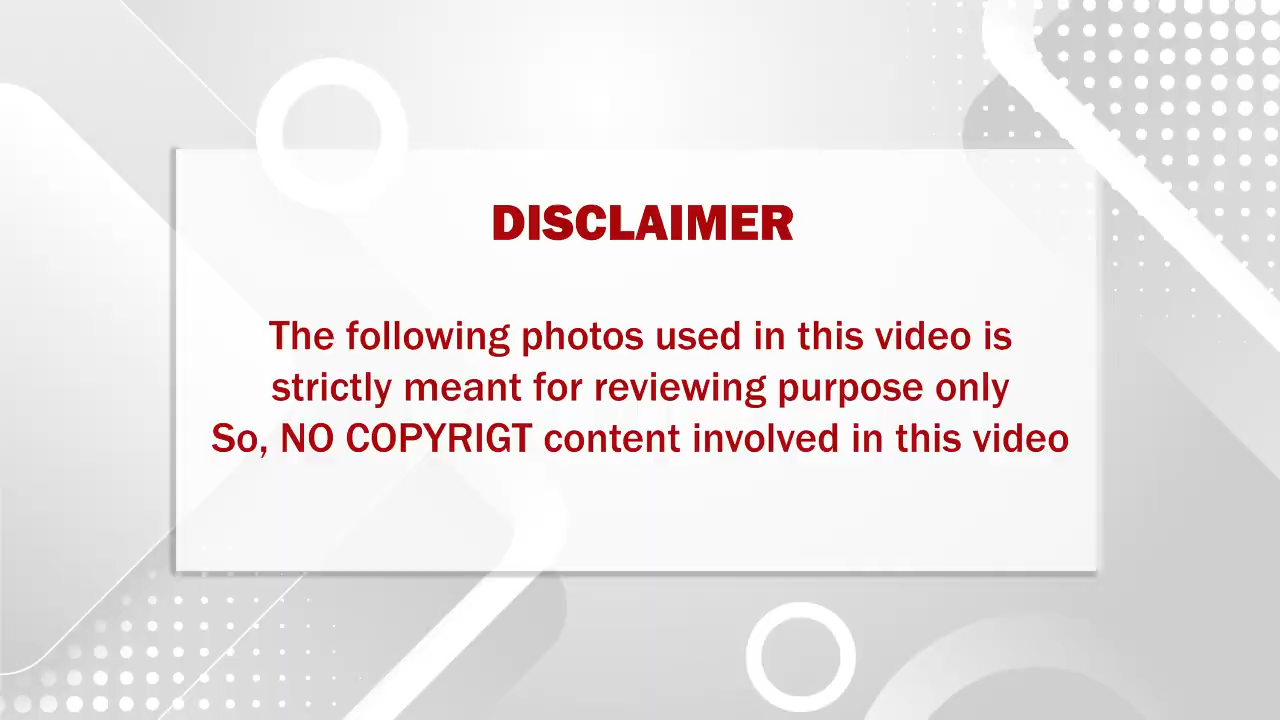 DISCLAIMER
The following photos used in this video is
strictly meant for reviewing purpose only
So, NO COPYRIGT content involved in this video